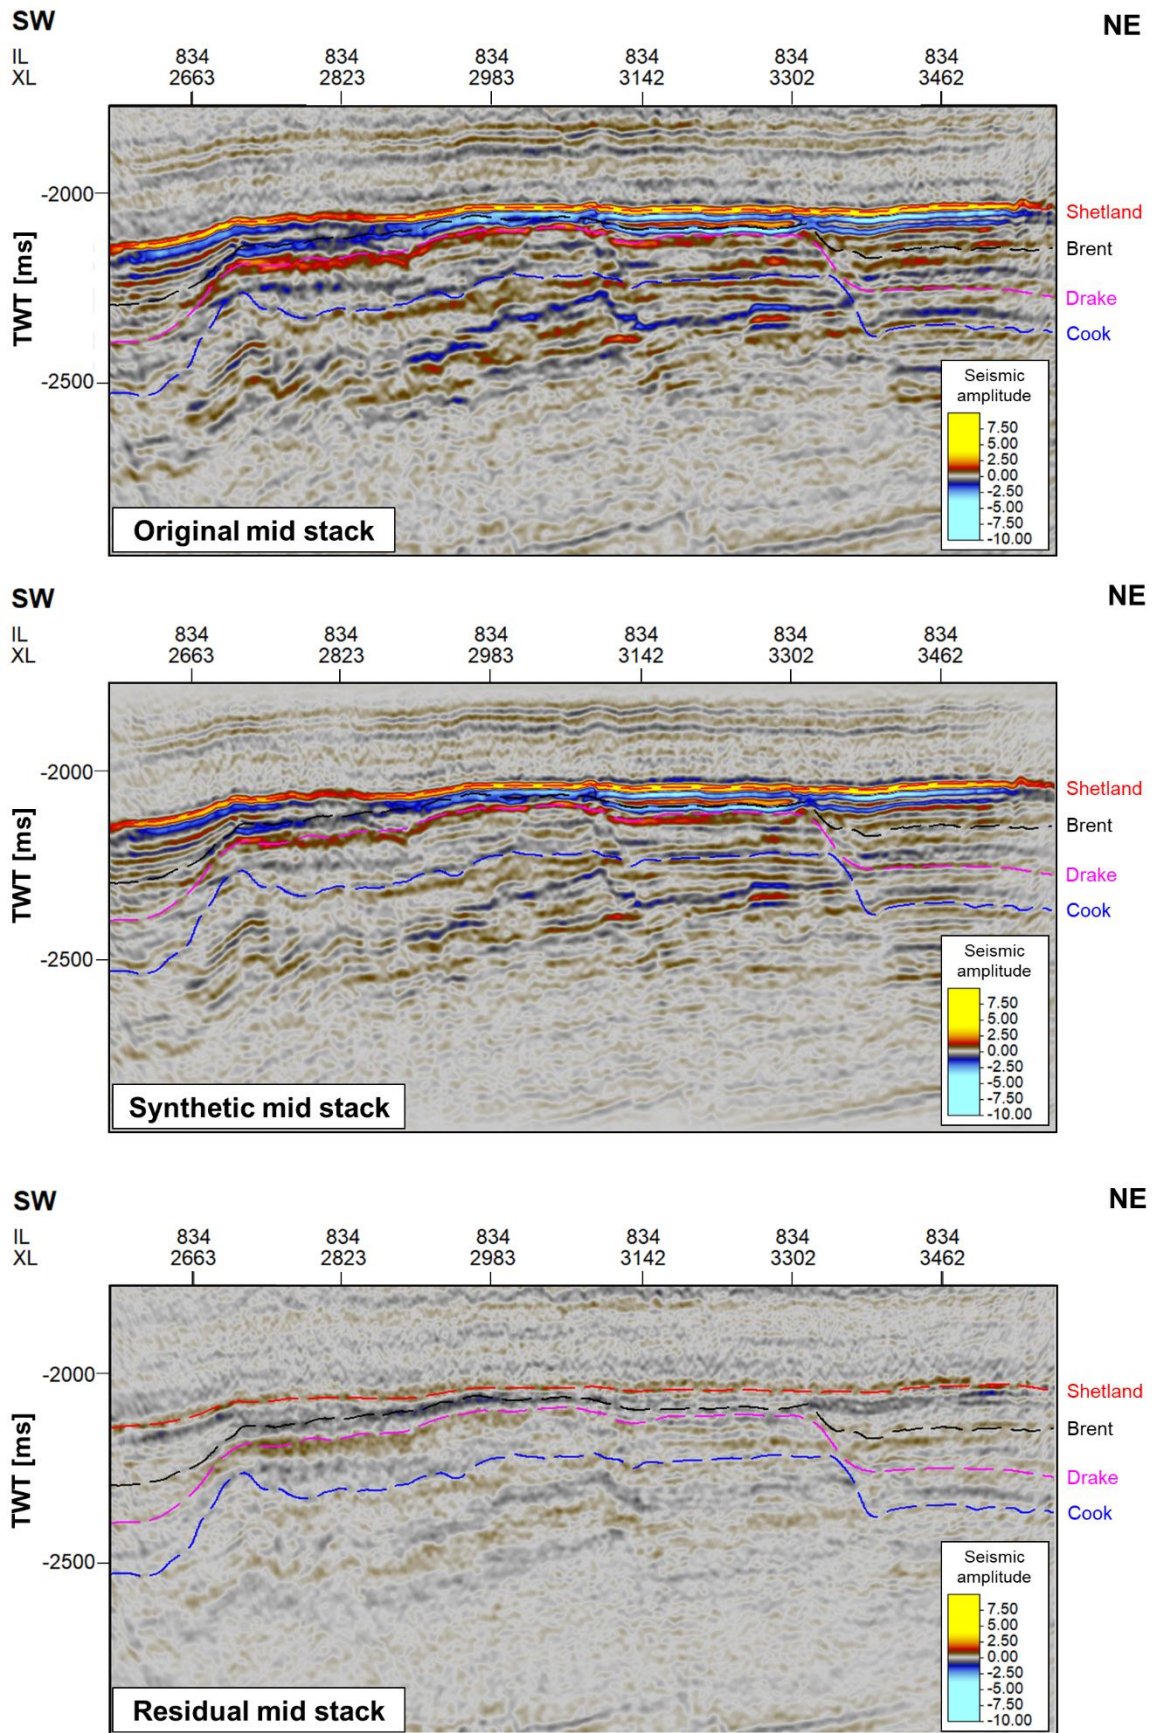 SW NE
IL 834 834 834 834 834 834
XL 2663 2823 2983 3142 3302 3462
-2000
Shetland
Brent
TWT [ms]
Drake
Cook
-2500
Seismic
amplitude
7.50
5.00
2.50
0.00
-2.50
-5.00
-7.50
-10.00
Original mid stack
SW NE
IL 834 834 834 834 834 834
XL 2663 2823 2983 3142 3302 3462
-2000
Shetland
Brent
TWT [ms]
Drake
Cook
-2500
Seismic
amplitude
7.50
5.00
2.50
0.00
-2.50
-5.00
-7.50
-10.00
Synthetic mid stack
SW NE
IL 834 834 834 834 834 834
XL 2663 2823 2983 3142 3302 3462
-2000
Shetland
Brent
TWT [ms]
Drake
Cook
-2500
Seismic
amplitude
7.50
5.00
2.50
0.00
-2.50
-5.00
-7.50
-10.00
Residual mid stack